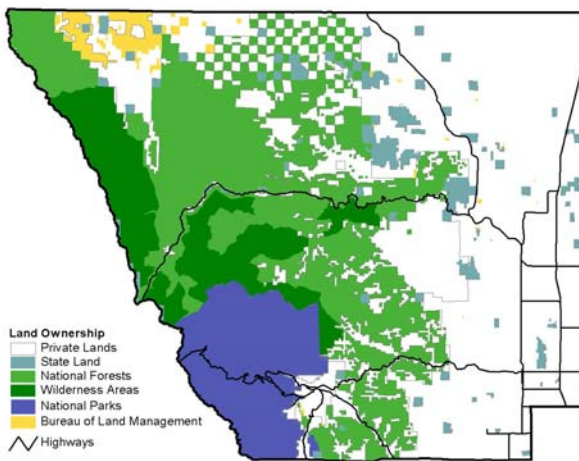 Land Ownership
Private Lands
State Land
National Forests
Wilderness Areas
National Parks
Bureau of Land Management
Highways